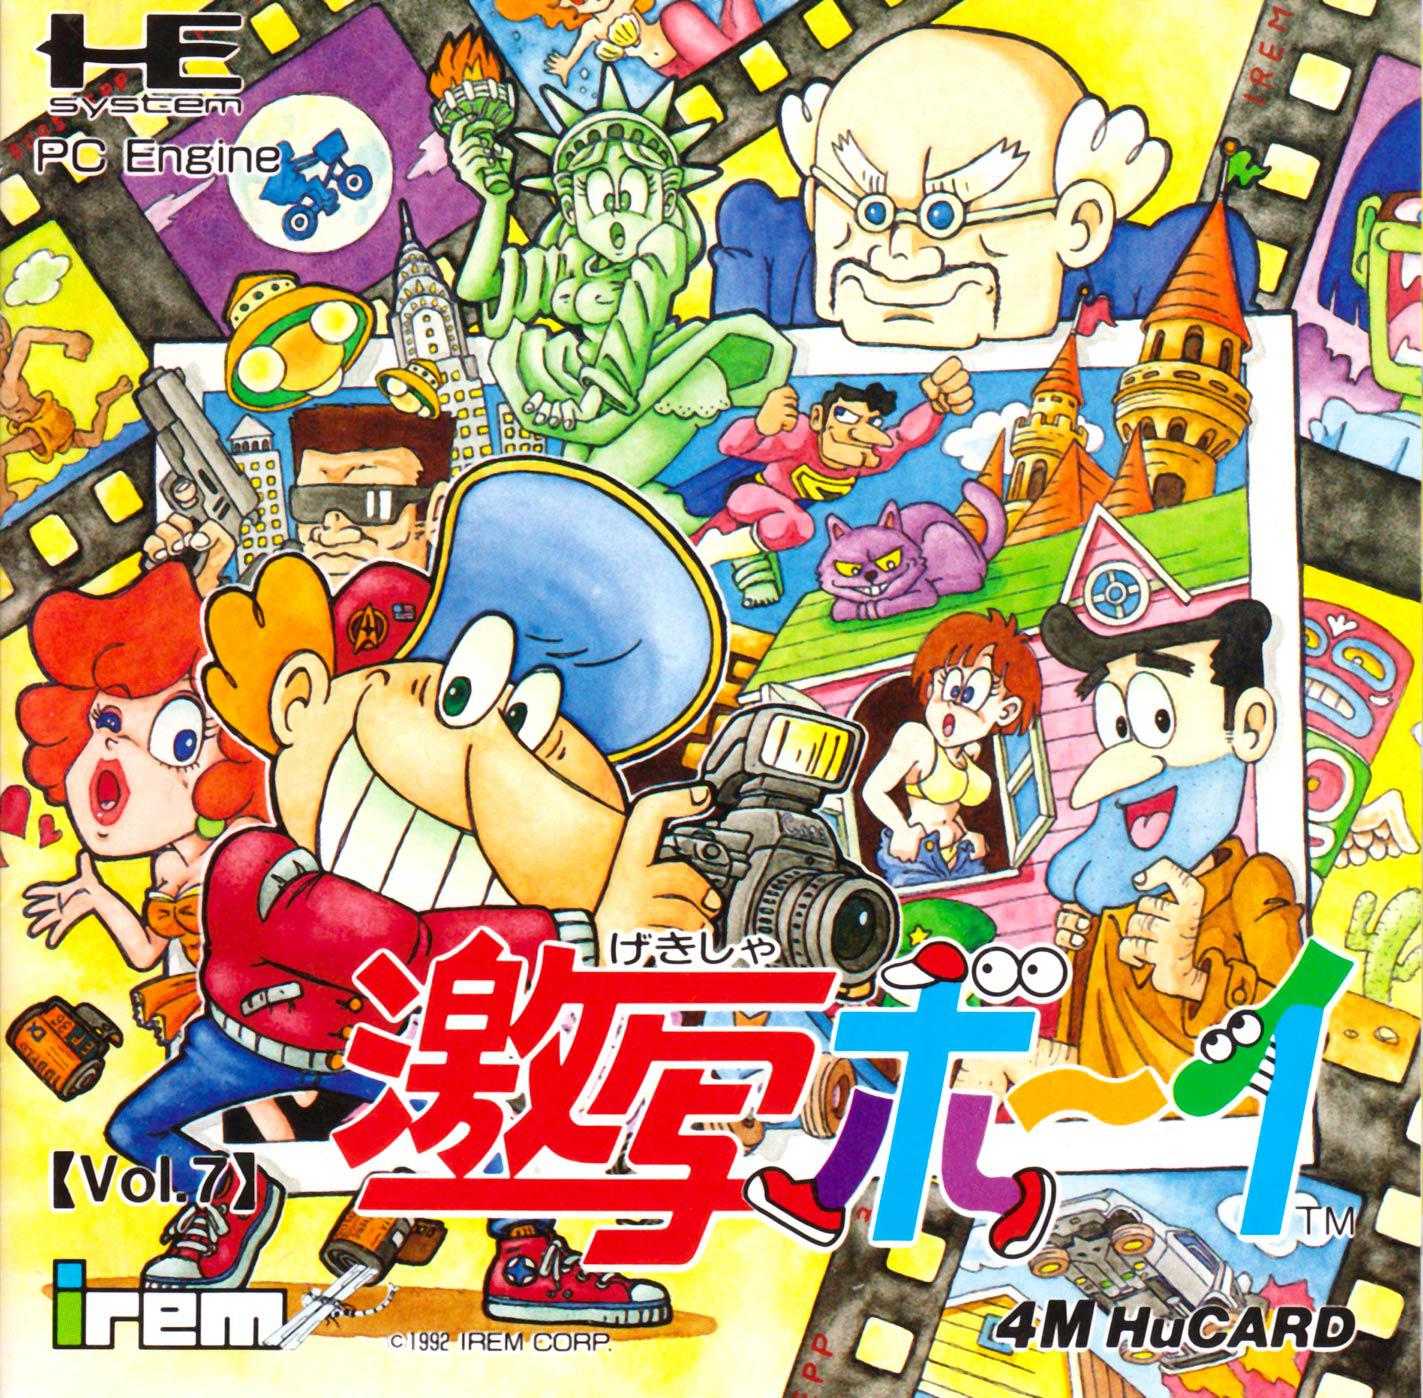 HE
system
PC Engine
IREM
げきしゃ
激写ボーイ
TM
【Vol.7】
irem
©1992 IREM CORP.
4M HuCARD